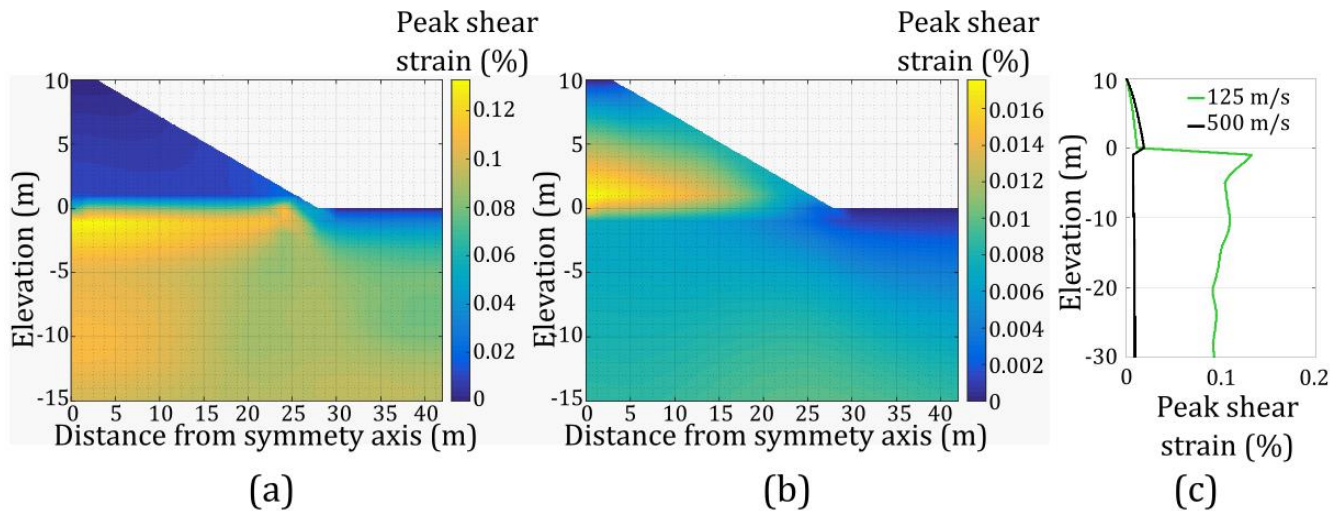 Peak shear
strain (%)
10
5
0
-5
-10
-15
Elevation (m)
0 5 10 15 20 25 30 35 40
Distance from symmety axis (m)
0.12
0.1
0.08
0.06
0.04
0.02
0
(a)
Peak shear
strain (%)
10
5
0
-5
-10
-15
Elevation (m)
0 5 10 15 20 25 30 35 40
Distance from symmety axis (m)
0.016
0.014
0.012
0.01
0.008
0.006
0.004
0.002
0
(b)
10
0
-10
-20
-30
Elevation (m)
125 m/s
500 m/s
0 0.1 0.2
Peak shear
strain (%)
(c)